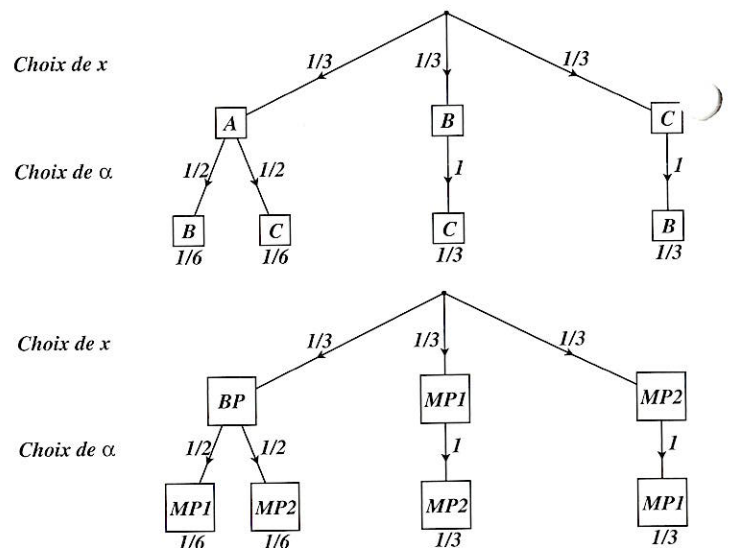 1/3 1/3 1/3
Choix de x
A B C
Choix de α
1/2 1/2 1 1
B C C B
1/6 1/6 1/3 1/3
1/3 1/3 1/3
Choix de x
BP MP1 MP2
Choix de α
1/2 1/2 1 1
MP1 MP2 MP2 MP1
1/6 1/6 1/3 1/3